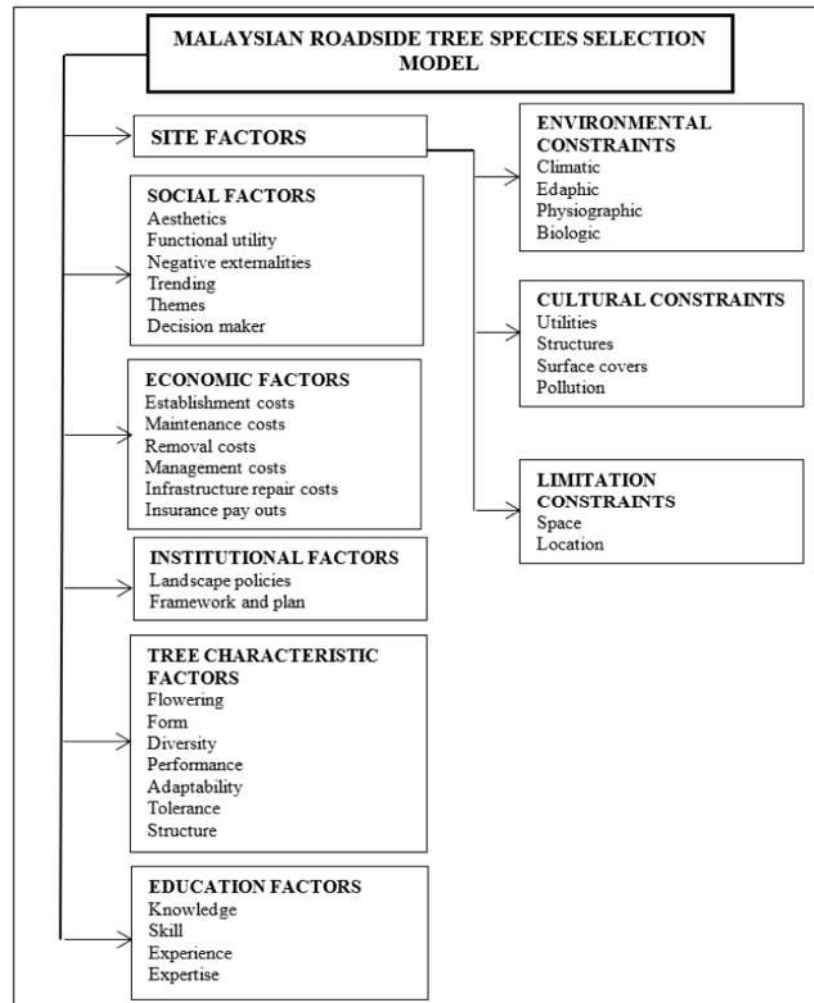 MALAYSIAN ROADSIDE TREE SPECIES SELECTION
MODEL
SITE FACTORS
SOCIAL FACTORS
Aesthetics
Functional utility
Negative externalities
Trending
Themes
Decision maker
ECONOMIC FACTORS
Establishment costs
Maintenance costs
Removal costs
Management costs
Infrastructure repair costs
Insurance pay outs
INSTITUTIONAL FACTORS
Landscape policies
Framework and plan
TREE CHARACTERISTIC
FACTORS
Flowering
Form
Diversity
Performance
Adaptability
Tolerance
Structure
EDUCATION FACTORS
Knowledge
Skill
Experience
Expertise
ENVIRONMENTAL
CONSTRAINTS
Climatic
Edaphic
Physiographic
Biologic
CULTURAL CONSTRAINTS
Utilities
Structures
Surface covers
Pollution
LIMITATION
CONSTRAINTS
Space
Location